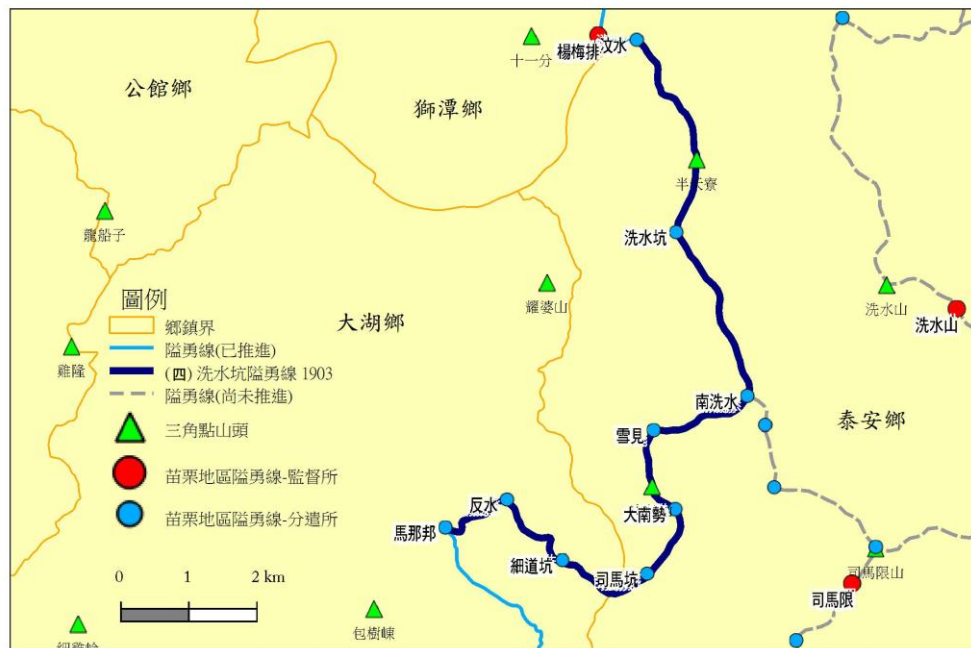 十一分
楊梅排
汶水
公館鄉
獅潭鄉
半天寮
龍船子
洗水坑
圖例
鄉鎮界
隘勇線(已推進)
(四) 洗水坑隘勇線 1903
隘勇線(尚未推進)
三角點山頭
苗栗地區隘勇線-監督所
苗栗地區隘勇線-分遣所
0 1 2 km
大湖鄉
耀婆山
洗水山
洗水山
雞隆
南洗水
泰安鄉
雪見
反水
大南勢
馬那邦
細道坑
司馬坑
司馬限山
司馬限
包樹崠